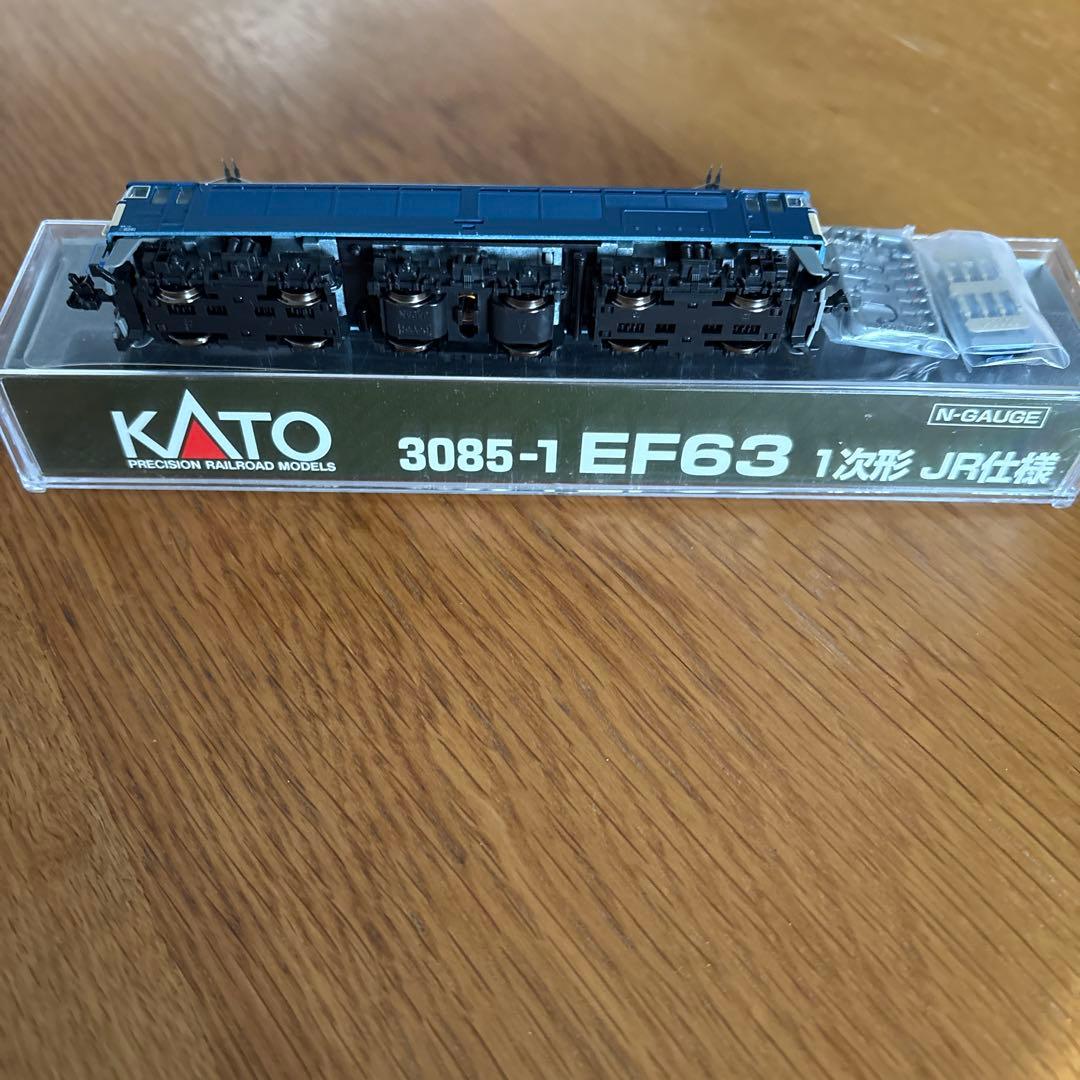 KATO
PRECISION RAILROAD MODELS
3085-1 EF63 1次形 JR仕様
N-GAUGE